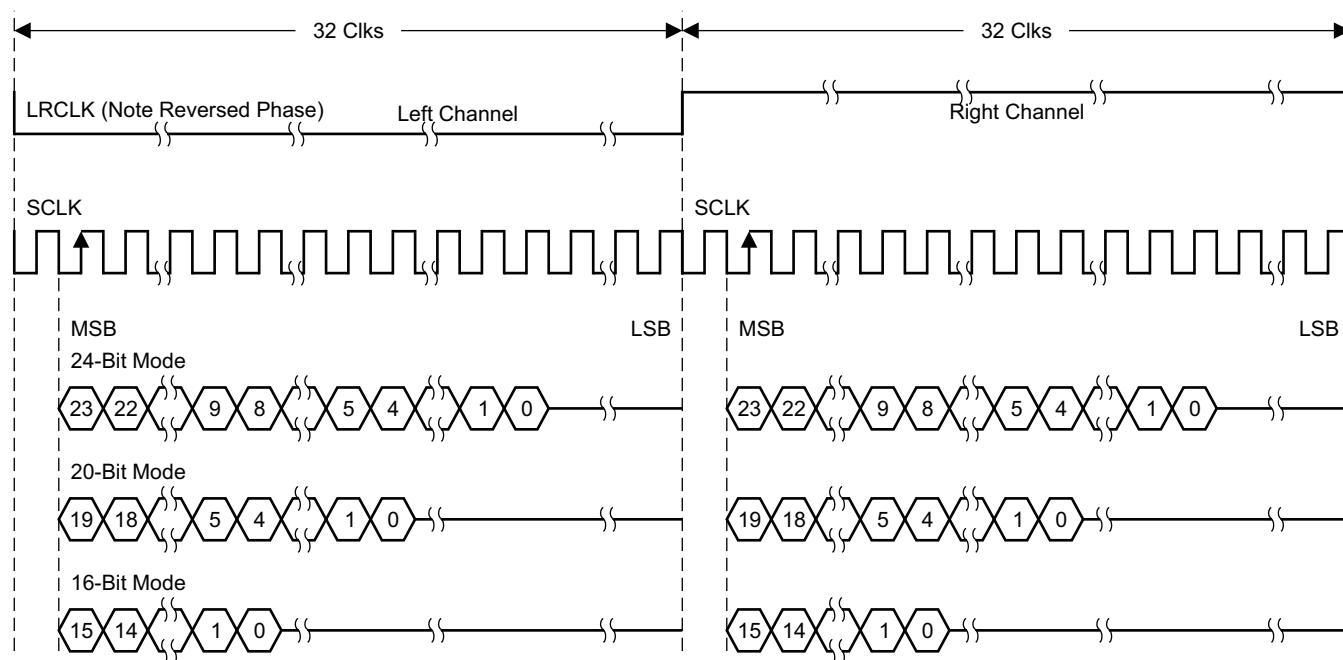 32 Clks 32 Clks
LRCLK (Note Reversed Phase) Left Channel Right Channel
SCLK SCLK
MSB LSB MSB LSB
24-Bit Mode
23 22 9 8 5 4 1 0 23 22 9 8 5 4 1 0
20-Bit Mode
19 18 5 4 1 0 19 18 5 4 1 0
16-Bit Mode
15 14 1 0 15 14 1 0